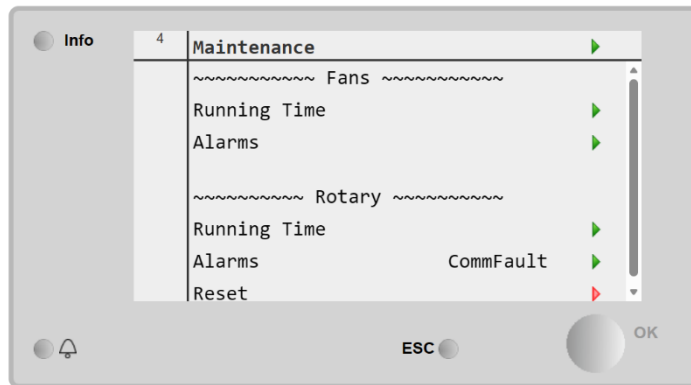 Info
4 Maintenance
~~~~~~~~~~~ Fans ~~~~~~~~~~~
Running Time
Alarms
~~~~~~~~~~ Rotary ~~~~~~~~~~
Running Time
Alarms CommFault
Reset
ESC
OK